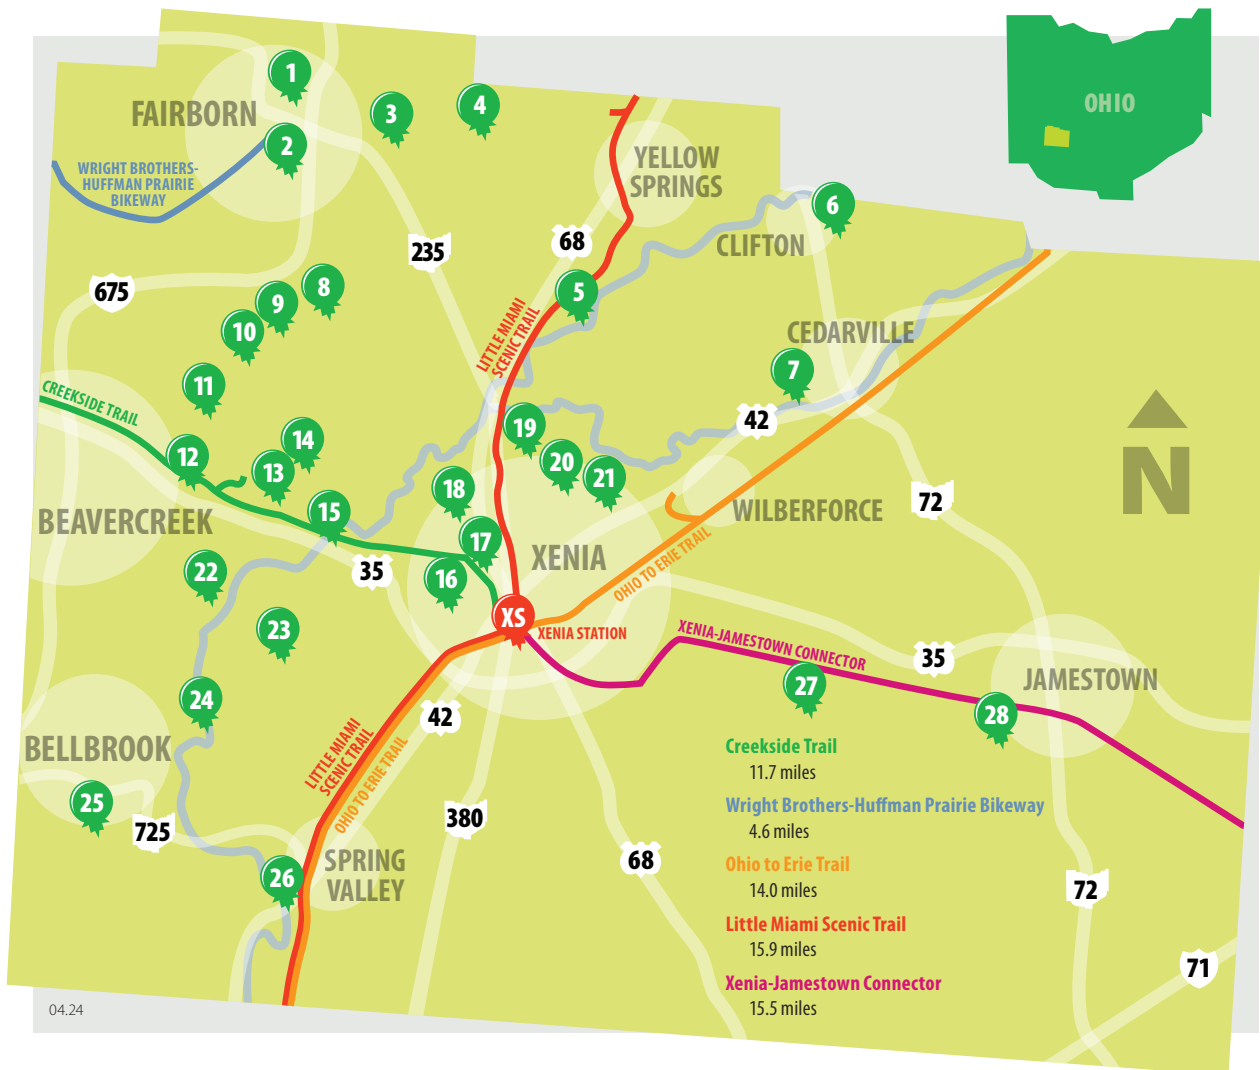 1
FAIRBORN
3
4
OHIO
2
WRIGHT BROTHERS-
HUFFMAN PRAIRIE
BIKEWAY
YELLOW
SPRINGS
6
CLIFTON
235
68
675
8
9
5
10
LITTLE MIAMI
SCENIC TRAIL
CEDARVILLE
7
11
CREEKSIDE TRAIL
42
19
14
12
13
20
21
18
N
72
15
BEAVERCREEK
WILBERFORCE
17
XENIA
22
35
16
OHIO TO ERIE TRAIL
XS
XENIA STATION
23
XENIA-JAMESTOWN CONNECTOR
35
27
JAMESTOWN
24
42
28
BELLBROOK
LITTLE MIAMI
SCENIC TRAIL
OHIO TO ERIE TRAIL
25
725
380
26
SPRING
VALLEY
68
72
71
Creekside Trail
11.7 miles
Wright Brothers-Huffman Prairie Bikeway
4.6 miles
Ohio to Erie Trail
14.0 miles
Little Miami Scenic Trail
15.9 miles
Xenia-Jamestown Connector
15.5 miles
04.24